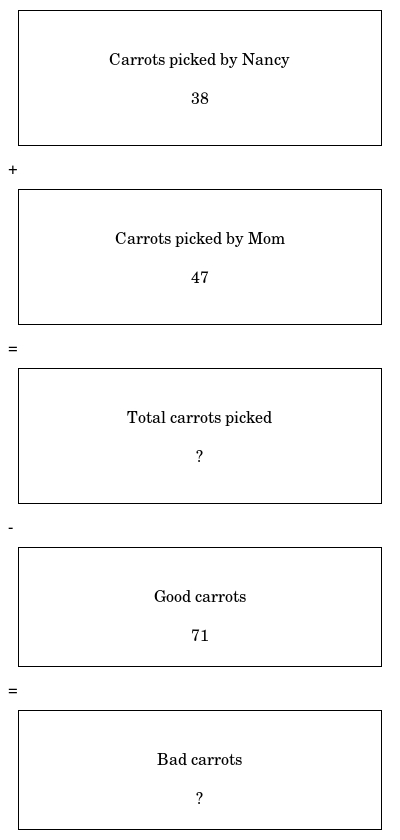 Carrots picked by Nancy
38
+
Carrots picked by Mom
47
=
Total carrots picked
?
-
Good carrots
71
=
Bad carrots
?